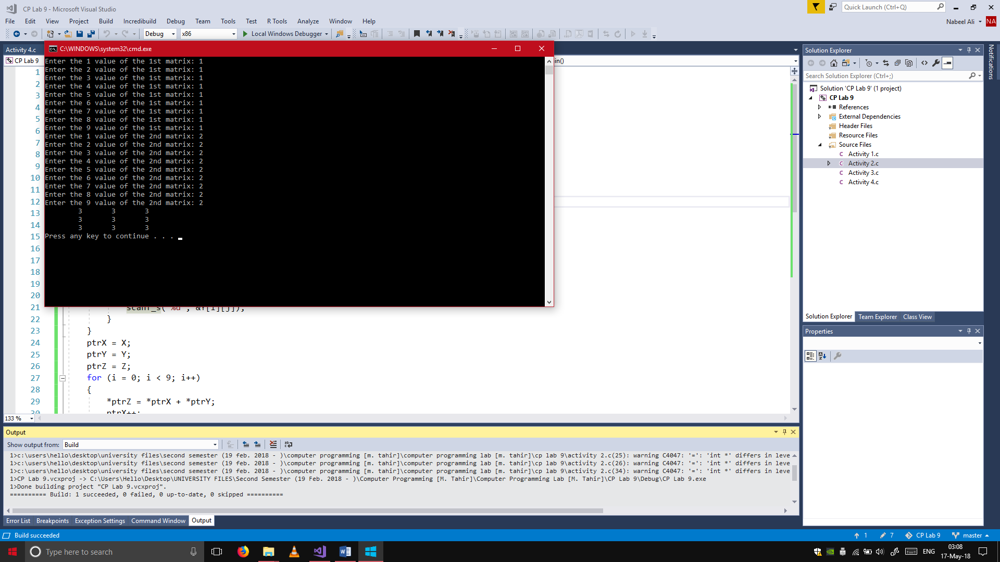 CP Lab 9 - Microsoft Visual Studio
Quick Launch (Ctrl+Q)
File Edit View Project Build Incredibuild Debug Team Tools Test R Tools Analyze Window Help
Nabeel Ali NA
Debug x86 Local Windows Debugger
Activity 4.c
CP Lab 9
in()
C:\WINDOWS\system32\cmd.exe
Enter the 1 value of the 1st matrix: 1
Enter the 2 value of the 1st matrix: 1
Enter the 3 value of the 1st matrix: 1
Enter the 4 value of the 1st matrix: 1
Enter the 5 value of the 1st matrix: 1
Enter the 6 value of the 1st matrix: 1
Enter the 7 value of the 1st matrix: 1
Enter the 8 value of the 1st matrix: 1
Enter the 9 value of the 1st matrix: 1
Enter the 1 value of the 2nd matrix: 2
Enter the 2 value of the 2nd matrix: 2
Enter the 3 value of the 2nd matrix: 2
Enter the 4 value of the 2nd matrix: 2
Enter the 5 value of the 2nd matrix: 2
Enter the 6 value of the 2nd matrix: 2
Enter the 7 value of the 2nd matrix: 2
Enter the 8 value of the 2nd matrix: 2
Enter the 9 value of the 2nd matrix: 2
3 3 3
3 3 3
3 3 3
Press any key to continue . . .
1
2
3
4
5
6
7
8
9
10
11
12
13
14
15
16
17
18
19
20
21 scanf_s("%d", &Y[i][j]);
22 }
23 }
24 ptrX = X;
25 ptrY = Y;
26 ptrZ = Z;
27 for (i = 0; i < 9; i++)
28 {
29 *ptrZ = *ptrX + *ptrY;
30 ptrX++;
133 %
Output
Show output from: Build
1>c:\users\hello\desktop\university files\second semester (19 feb. 2018 - )\computer programming [m. tahir]\computer programming lab [m. tahir]\cp lab 9\activity 2.c(25): warning C4047: '=': 'int *' differs in leve
1>c:\users\hello\desktop\university files\second semester (19 feb. 2018 - )\computer programming [m. tahir]\computer programming lab [m. tahir]\cp lab 9\activity 2.c(26): warning C4047: '=': 'int *' differs in leve
1>c:\users\hello\desktop\university files\second semester (19 feb. 2018 - )\computer programming [m. tahir]\computer programming lab [m. tahir]\cp lab 9\activity 2.c(34): warning C4047: '=': 'int *' differs in leve
1>CP Lab 9.vcxproj -> C:\Users\Hello\Desktop\UNIVERSITY FILES\Second Semester (19 Feb. 2018 - )\Computer Programming [M. Tahir]\Computer Programming Lab [M. Tahir]\CP Lab 9\Debug\CP Lab 9.exe
1>Done building project "CP Lab 9.vcxproj".
========== Build: 1 succeeded, 0 failed, 0 up-to-date, 0 skipped ==========
Error List Breakpoints Exception Settings Command Window Output
Solution Explorer
Search Solution Explorer (Ctrl+;)
Solution 'CP Lab 9' (1 project)
CP Lab 9
References
External Dependencies
Header Files
Resource Files
Source Files
Activity 1.c
Activity 2.c
Activity 3.c
Activity 4.c
Solution Explorer Team Explorer Class View
Properties
Notifications
Build succeeded
1 7 CP Lab 9 master
Type here to search
ENG
03:08
17-May-18